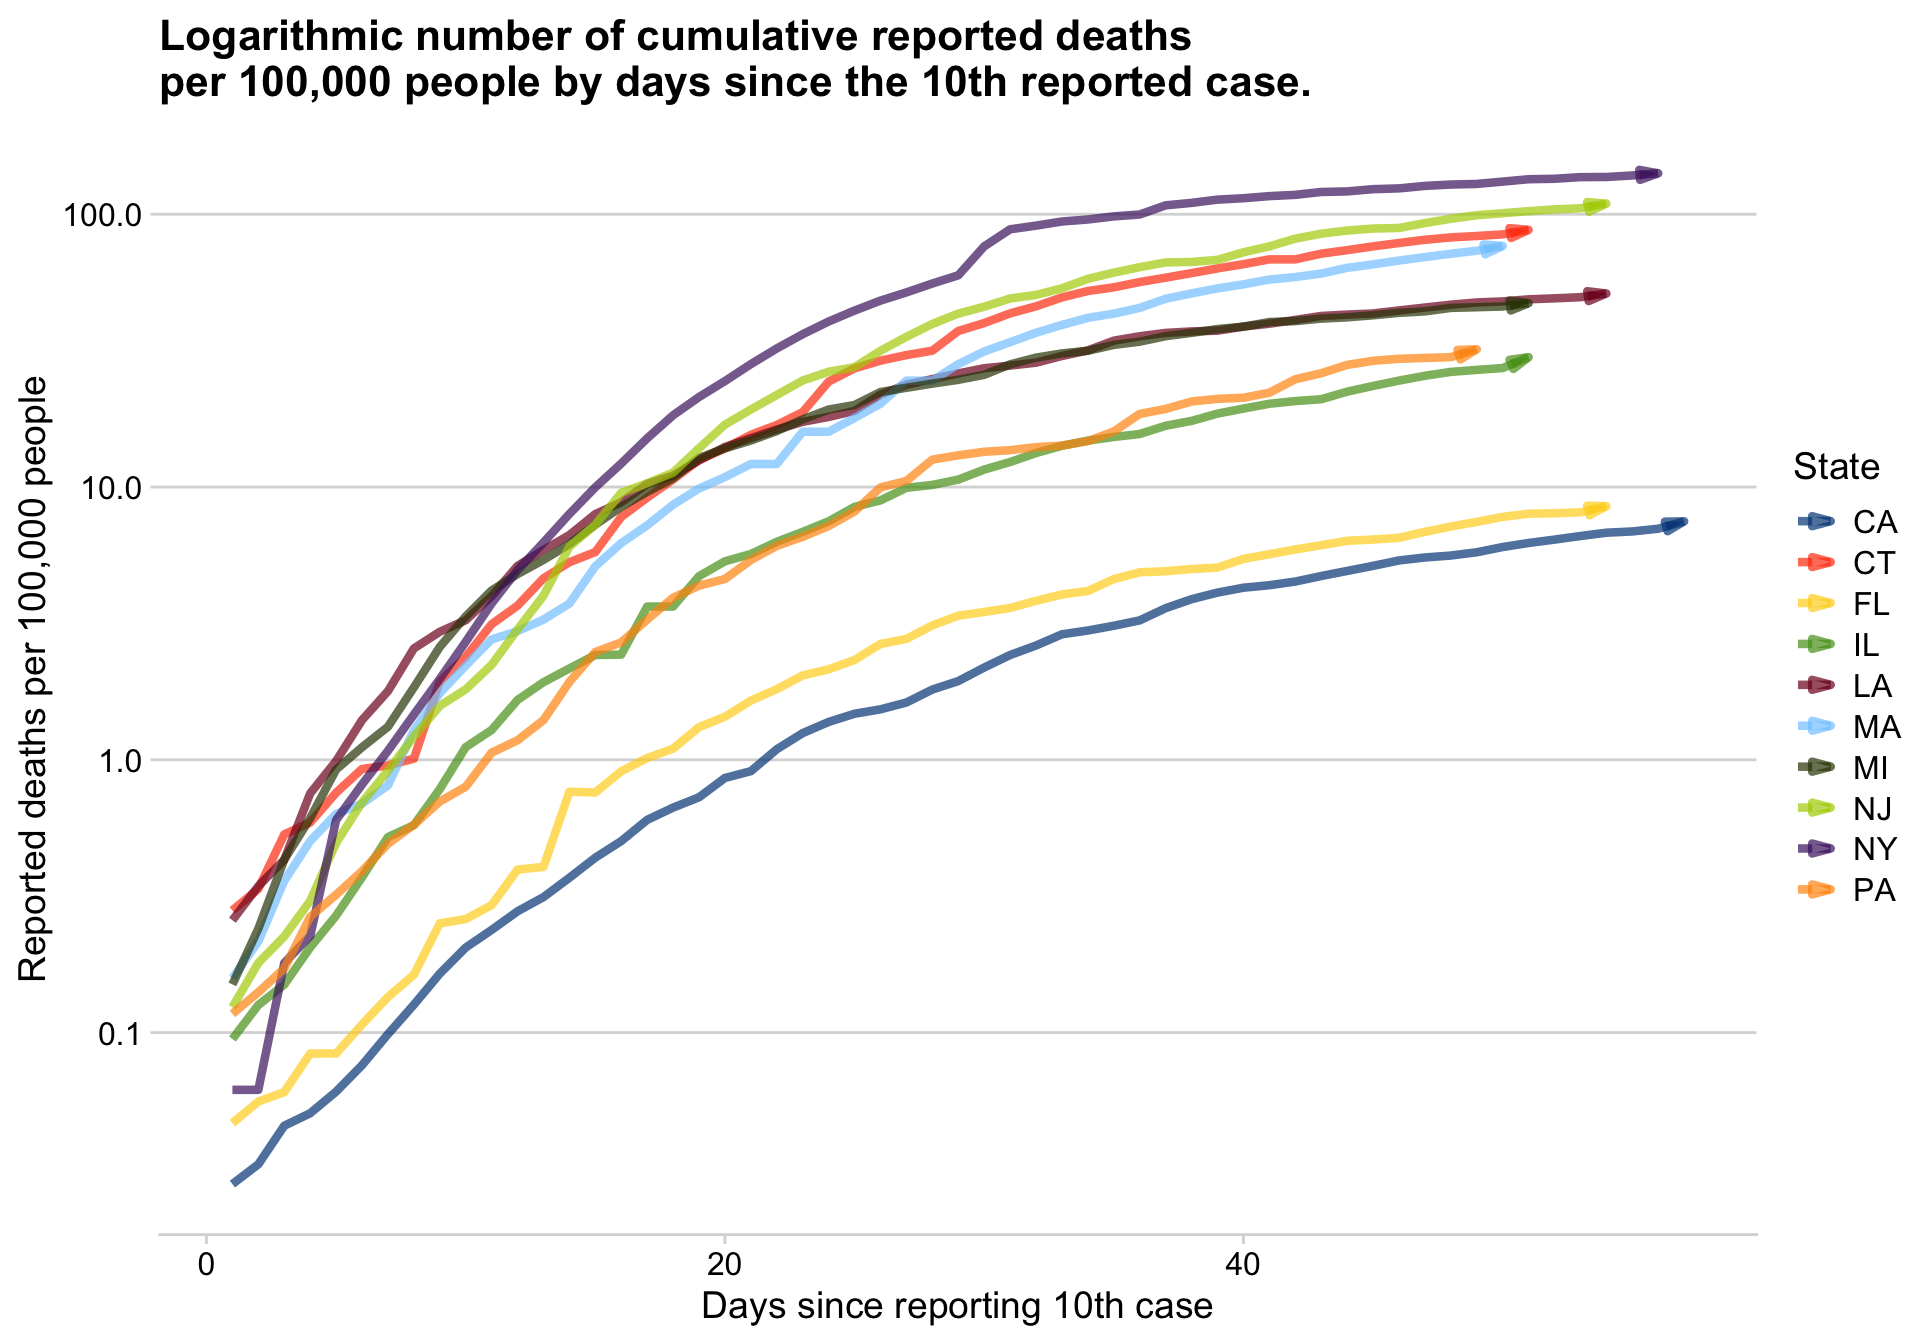 Logarithmic number of cumulative reported deaths
per 100,000 people by days since the 10th reported case.
Reported deaths per 100,000 people
100.0
10.0
1.0
0.1
0
20
40
Days since reporting 10th case
State
CA
CT
FL
IL
LA
MA
MI
NJ
NY
PA